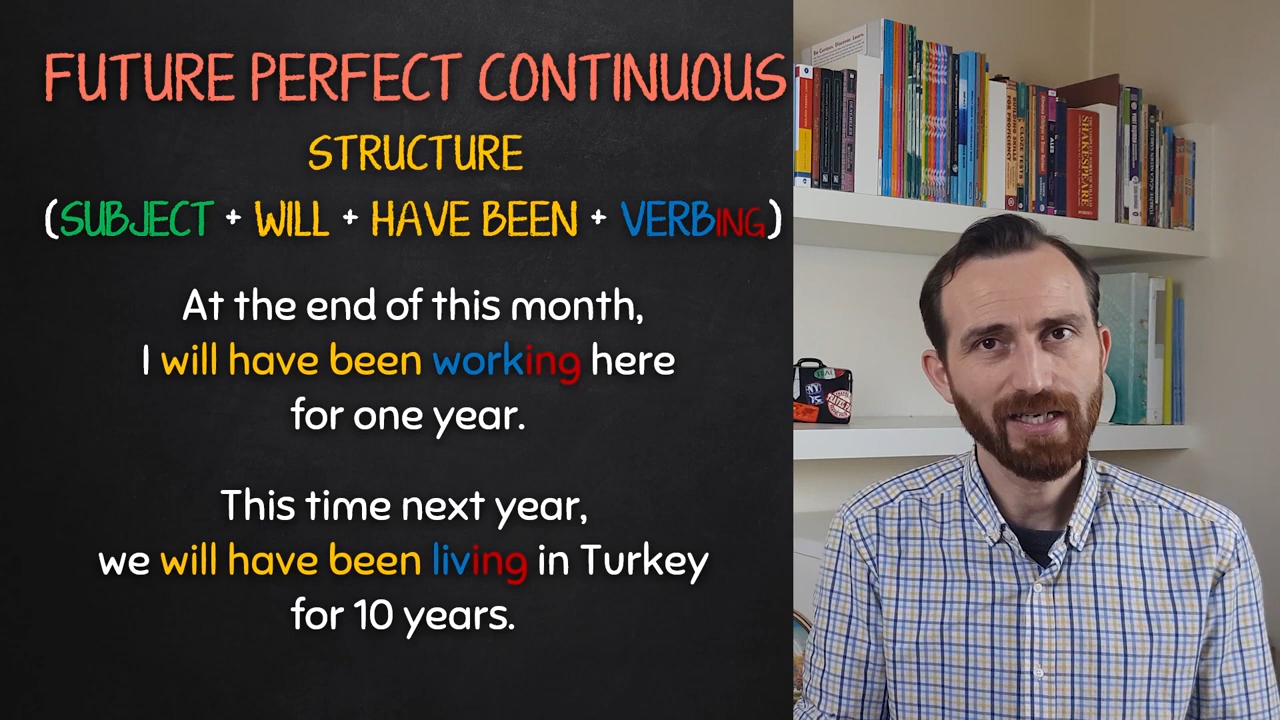 FUTURE PERFECT CONTINUOUS
STRUCTURE
(SUBJECT + WILL + HAVE BEEN + VERBING)
At the end of this month,
I will have been working here
for one year.
This time next year,
we will have been living in Turkey
for 10 years.
SHAKESPEARE